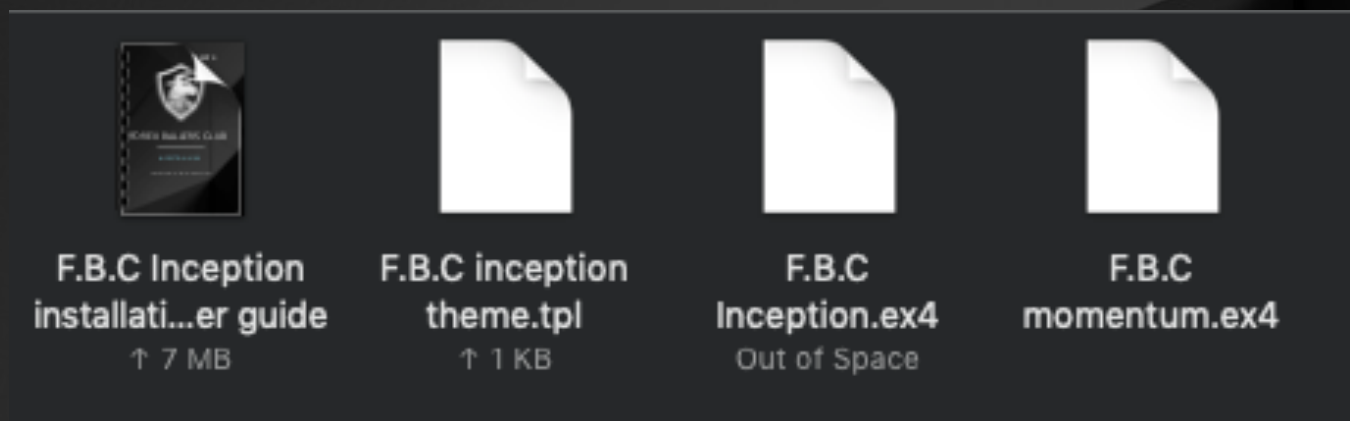 F.B.C Inception
installati...er guide
↑ 7 MB
F.B.C inception
theme.tpl
↑ 1 KB
F.B.C
Inception.ex4
Out of Space
F.B.C
momentum.ex4